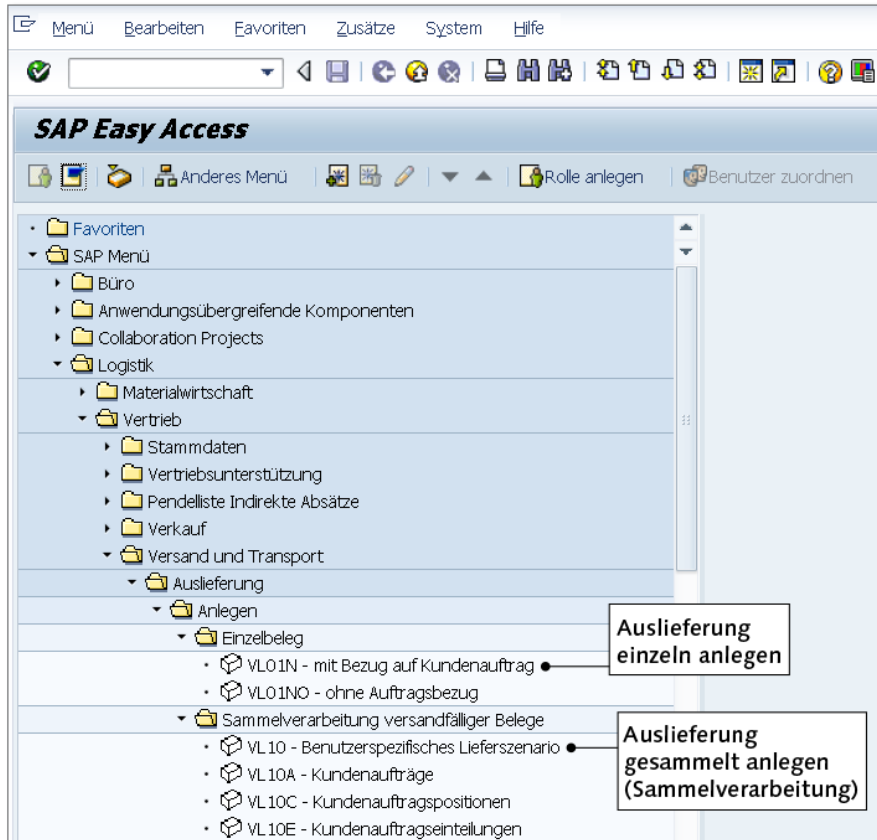 Menü Bearbeiten Favoriten Zusätze System Hilfe
SAP Easy Access
Anderes Menü Rolle anlegen Benutzer zuordnen
Favoriten
SAP Menü
Büro
Anwendungsübergreifende Komponenten
Collaboration Projects
Logistik
Materialwirtschaft
Vertrieb
Stammdaten
Vertriebsunterstützung
Pendelliste Indirekte Absätze
Verkauf
Versand und Transport
Auslieferung
Anlegen
Einzelbeleg
VL01N - mit Bezug auf Kundenauftrag
VL01NO - ohne Auftragsbezug
Sammelverarbeitung versandfälliger Belege
VL10 - Benutzerspezifisches Lieferszenario
VL10A - Kundenaufträge
VL10C - Kundenauftragspositionen
VL10E - Kundenauftragseinteilungen
Auslieferung
einzeln anlegen
Auslieferung
gesammelt anlegen
(Sammelverarbeitung)